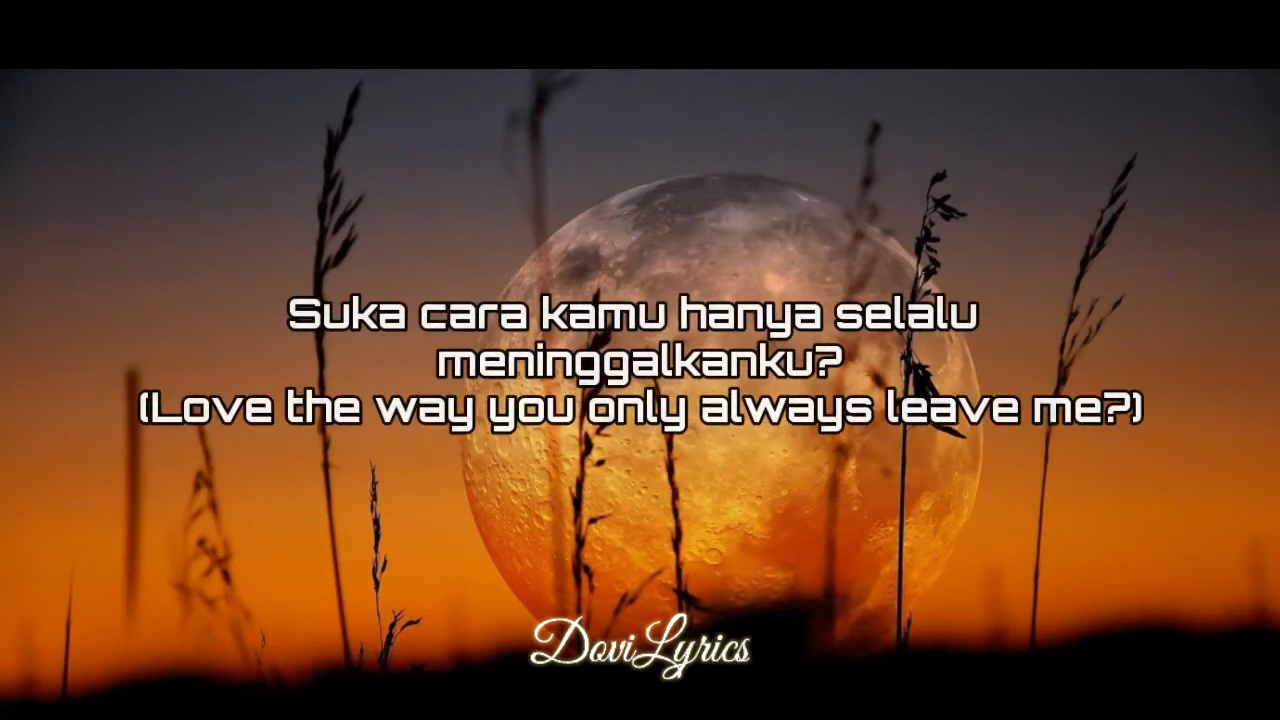 Suka cara kamu hanya selalu
meninggalkanku?
(Love the way you only always leave me?)
DoviLyrics